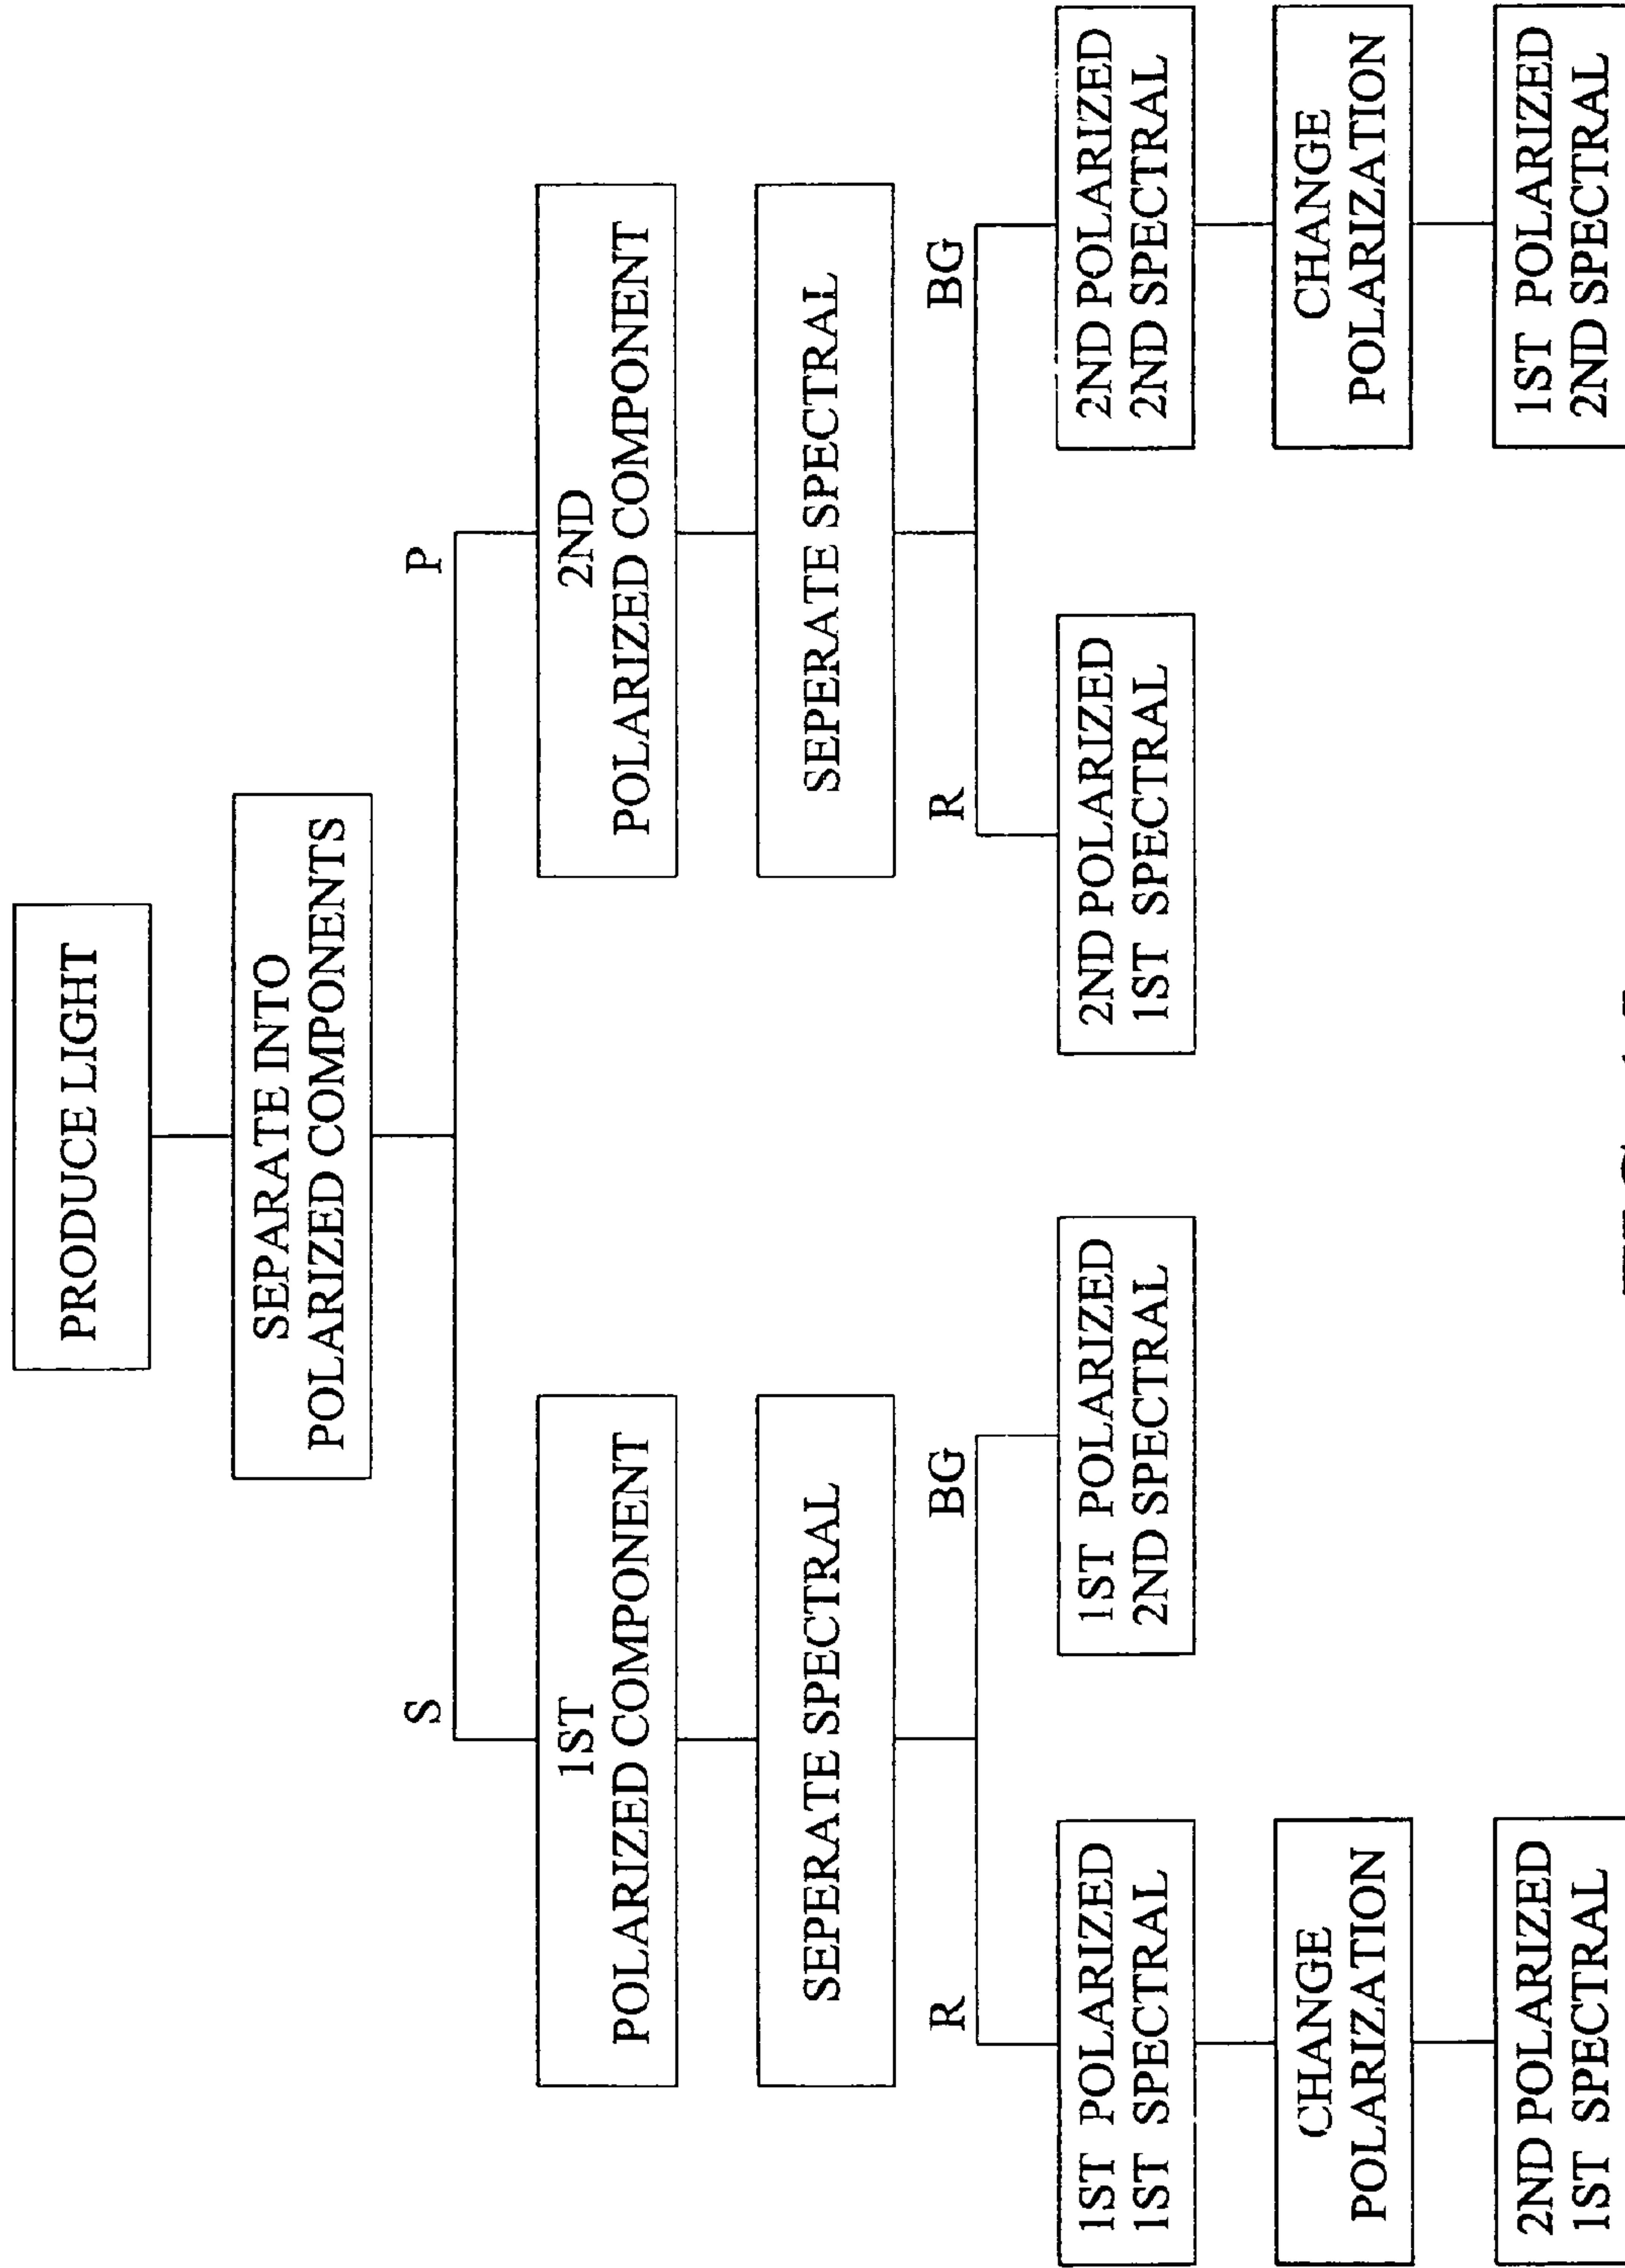 PRODUCE LIGHT
SEPARATE INTO
POLARIZED COMPONENTS
S
P
1ST
POLARIZED COMPONENT
2ND
POLARIZED COMPONENT
SEPERATE SPECTRAL
SEPERATE SPECTRAL
R
BG
R
BG
1ST POLARIZED
1ST SPECTRAL
1ST POLARIZED
2ND SPECTRAL
2ND POLARIZED
1ST SPECTRAL
2ND POLARIZED
2ND SPECTRAL
CHANGE
POLARIZATION
CHANGE
POLARIZATION
2ND POLARIZED
1ST SPECTRAL
1ST POLARIZED
2ND SPECTRAL